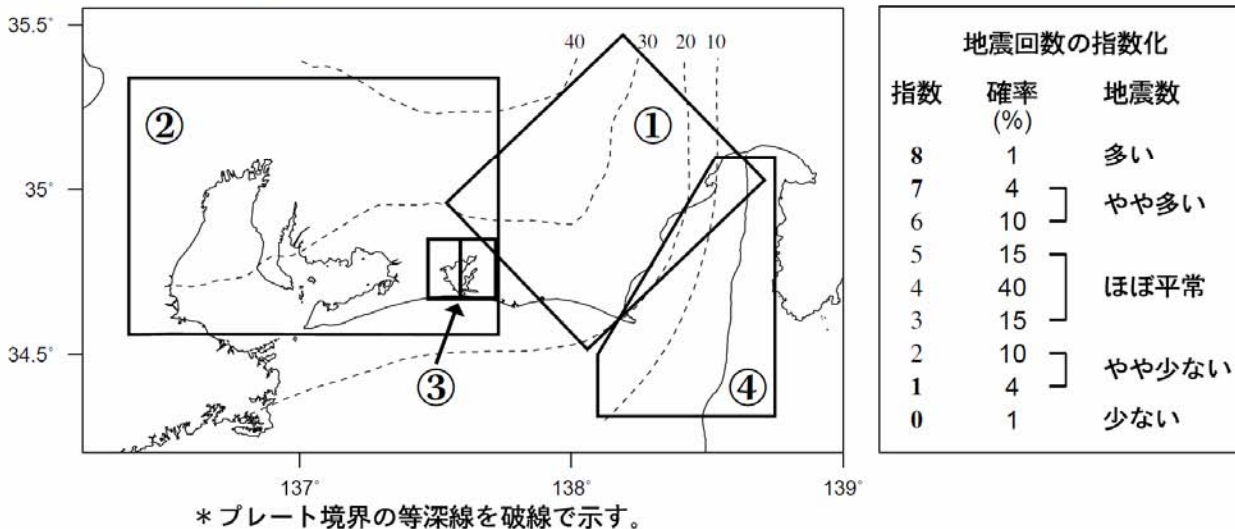 35.5°
35°
34.5°
137°
138°
139°
40
30
20
10
①
②
③
④
＊プレート境界の等深線を破線で示す。
地震回数の指数化
指数 確率 地震数
(%)
8 1 多い
7 4
やや多い
6 10
5 15
4 40 ほぼ平常
3 15
2 10
やや少ない
1 4
0 1 少ない